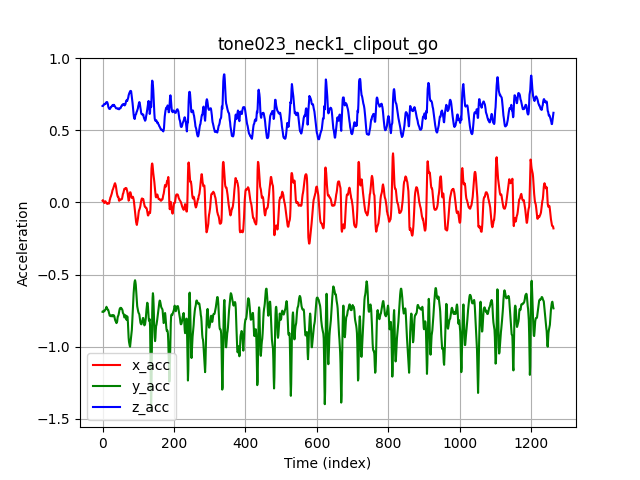 tone023_neck1_clipout_go
1.0
0.5
0.0
−0.5
−1.0
−1.5
Acceleration
x_acc
y_acc
z_acc
0 200 400 600 800 1000 1200
Time (index)